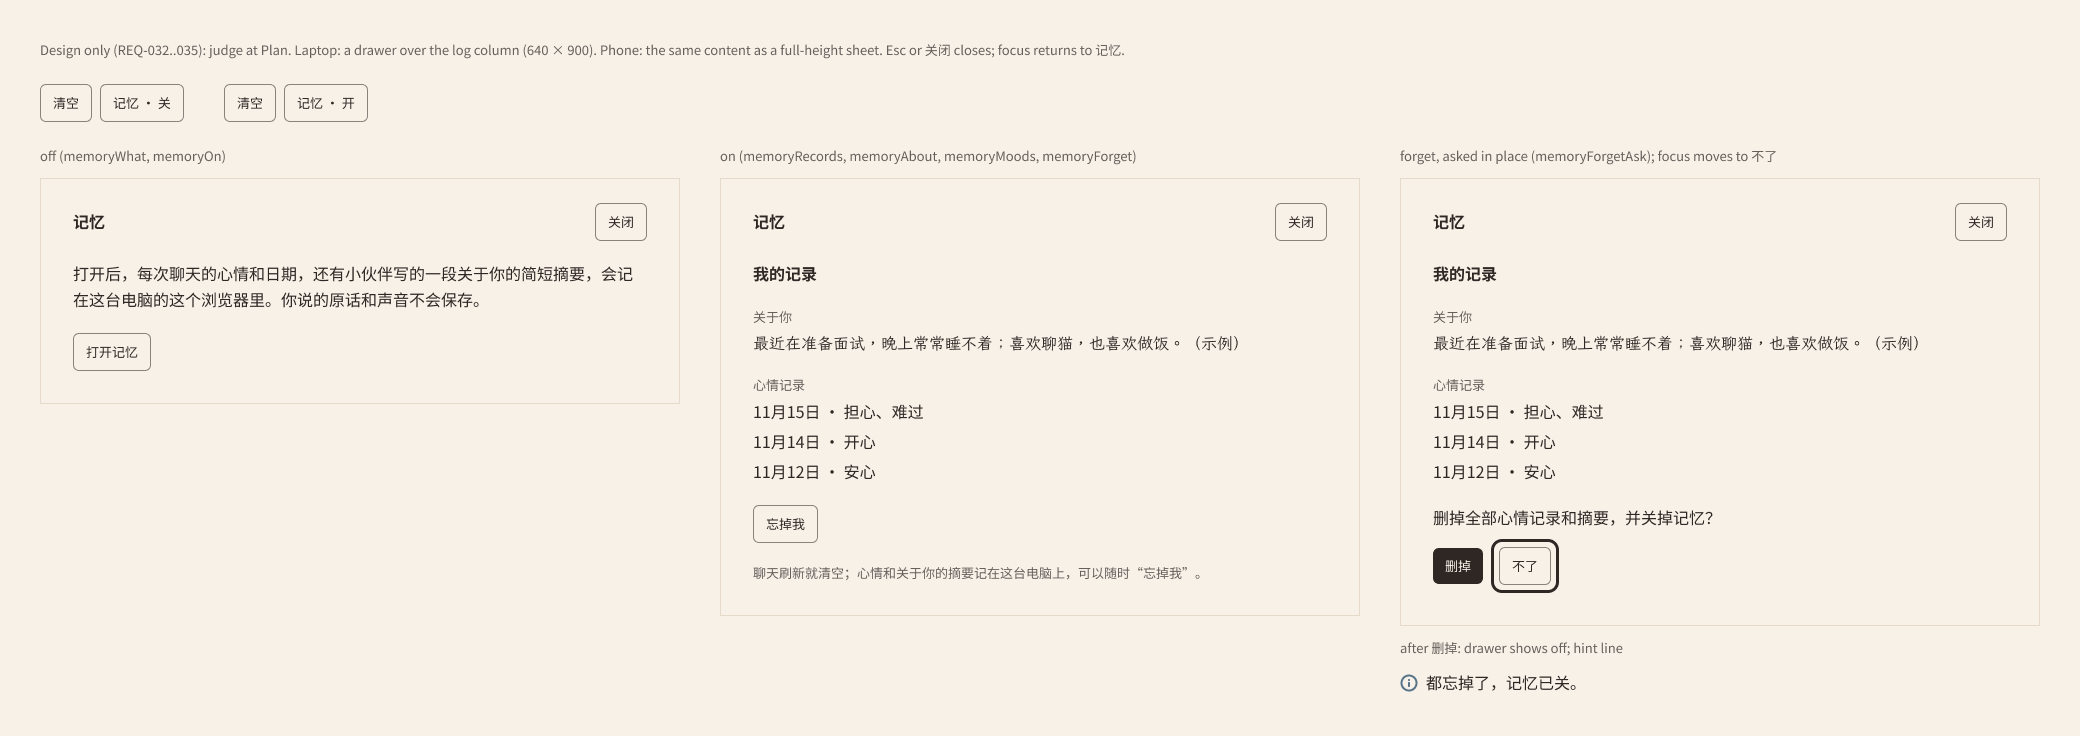 Design only (REQ-032..035): judge at Plan. Laptop: a drawer over the log column (640 × 900). Phone: the same content as a full-height sheet. Esc or 关闭 closes; focus returns to 记忆.
清空 记忆・关 清空 记忆・开
off (memoryWhat, memoryOn)
记忆 关闭
打开后，每次聊天的心情和日期，还有小伙伴写的一段关于你的简短摘要，会记
在这台电脑的这个浏览器里。你说的原话和声音不会保存。
打开记忆
on (memoryRecords, memoryAbout, memoryMoods, memoryForget)
记忆 关闭
我的记录
关于你
最近在准备面试，晚上常常睡不着；喜欢聊猫，也喜欢做饭。（示例）
心情记录
11月15日・担心、难过
11月14日・开心
11月12日・安心
忘掉我
聊天刷新就清空；心情和关于你的摘要记在这台电脑上，可以随时“忘掉我”。
forget, asked in place (memoryForgetAsk); focus moves to 不了
记忆 关闭
我的记录
关于你
最近在准备面试，晚上常常睡不着；喜欢聊猫，也喜欢做饭。（示例）
心情记录
11月15日・担心、难过
11月14日・开心
11月12日・安心
删掉全部心情记录和摘要，并关掉记忆？
删掉 不了
after 删掉: drawer shows off; hint line
都忘掉了，记忆已关。